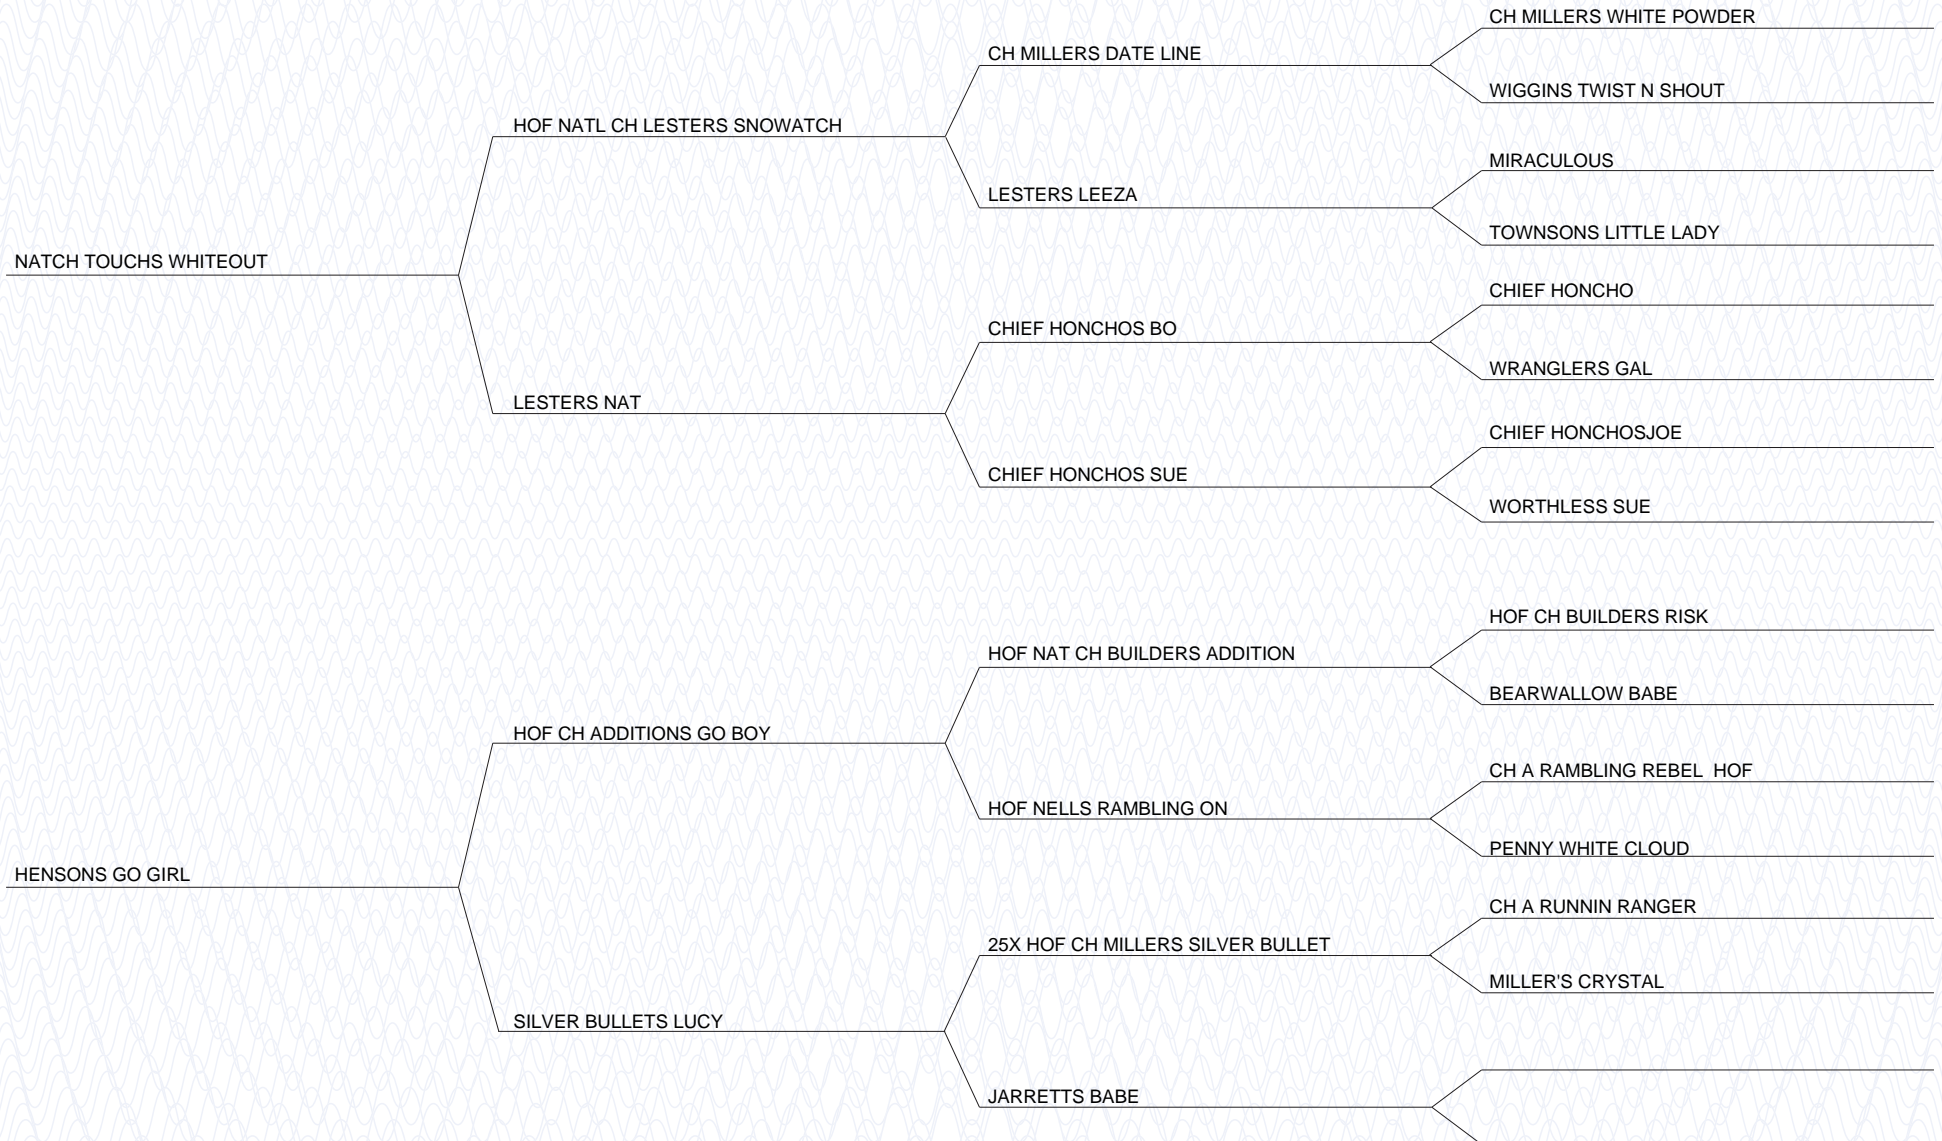 CH MILLERS WHITE POWDER
CH MILLERS DATE LINE
WIGGINS TWIST N SHOUT
HOF NATL CH LESTERS SNOWATCH
MIRACULOUS
LESTERS LEEZA
TOWNSONS LITTLE LADY
NATCH TOUCHS WHITEOUT
CHIEF HONCHO
CHIEF HONCHOS BO
WRANGLERS GAL
LESTERS NAT
CHIEF HONCHOSJOE
CHIEF HONCHOS SUE
WORTHLESS SUE
HOF CH BUILDERS RISK
HOF NAT CH BUILDERS ADDITION
BEARWALLOW BABE
HOF CH ADDITIONS GO BOY
CH A RAMBLING REBEL  HOF
HOF NELLS RAMBLING ON
PENNY WHITE CLOUD
HENSONS GO GIRL
CH A RUNNIN RANGER
25X HOF CH MILLERS SILVER BULLET
MILLER'S CRYSTAL
SILVER BULLETS LUCY
JARRETTS BABE